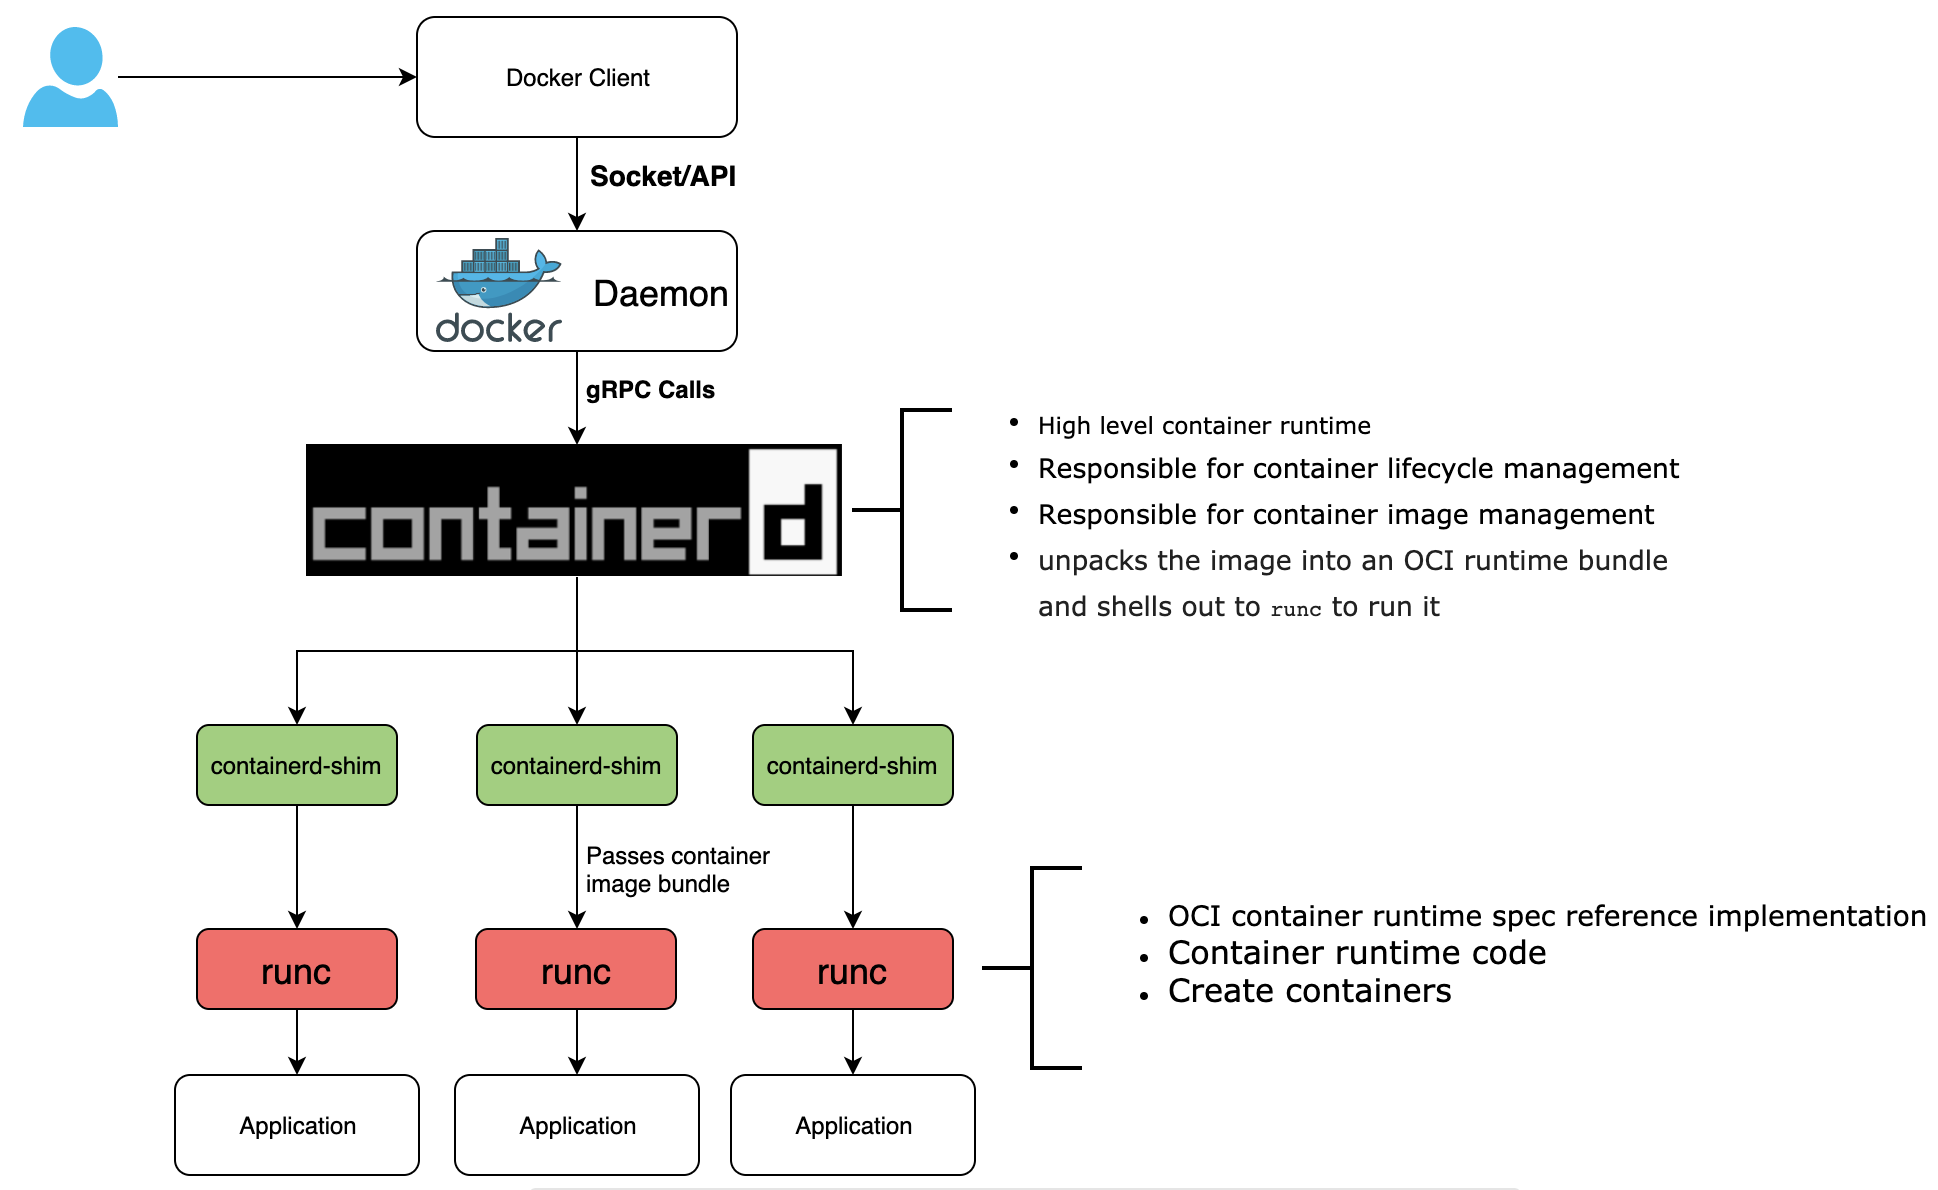 Docker Client
Socket/API
docker
Daemon
gRPC Calls
containerd
• High level container runtime
• Responsible for container lifecycle management
• Responsible for container image management
• unpacks the image into an OCI runtime bundle
and shells out to runc to run it
containerd-shim
containerd-shim
containerd-shim
Passes container
image bundle
runc
runc
runc
• OCI container runtime spec reference implementation
• Container runtime code
• Create containers
Application
Application
Application